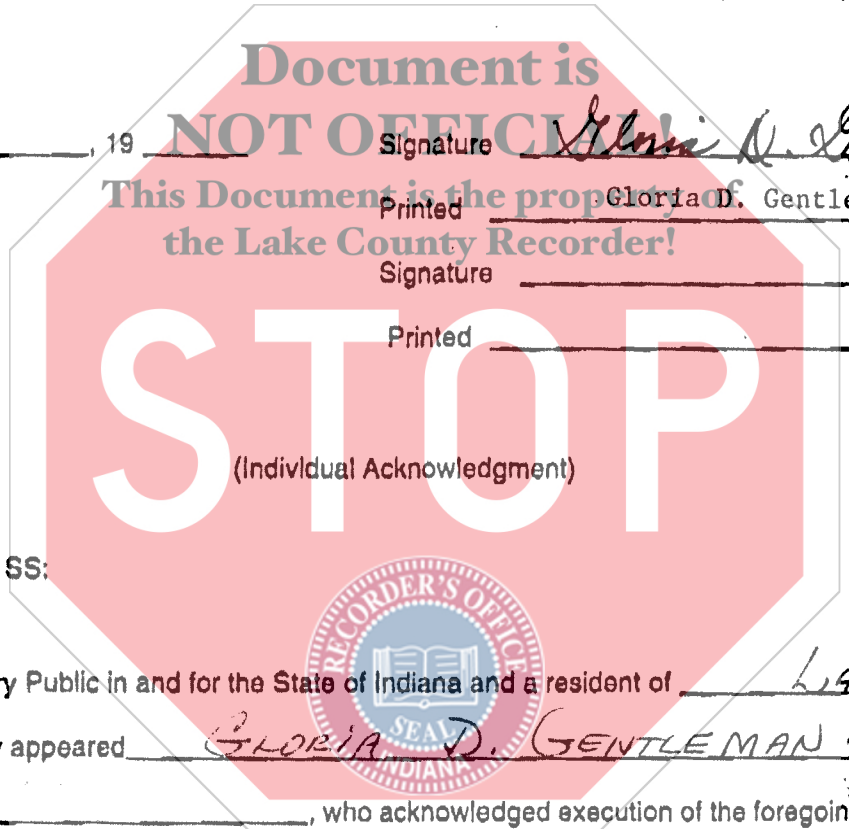 Document is
NOT OFFICIAL!
This Document is the property of
the Lake County Recorder!
, 19
Signature Gloria D. G
Printed Gloria D. Gentle
Signature
Printed
STOP
(Individual Acknowledgment)
SS:
RECORDER'S OFFICE
SEAL
INDIANA
y Public in and for the State of Indiana and a resident of La
appeared GLORIA D. GENTLEMAN
, who acknowledged execution of the foregoin